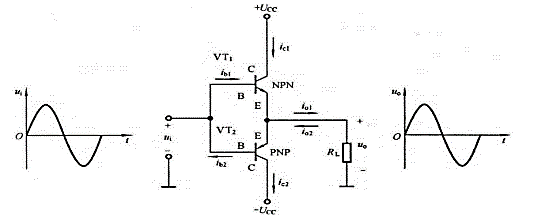 +UCC
ic1
VT1
C
ib1
NPN
B
E
ui
O
t
+
ui
−
VT2
io1
io2
E
B
PNP
ib2
C
RL
+
uo
−
ic2
−UCC
uo
O
t